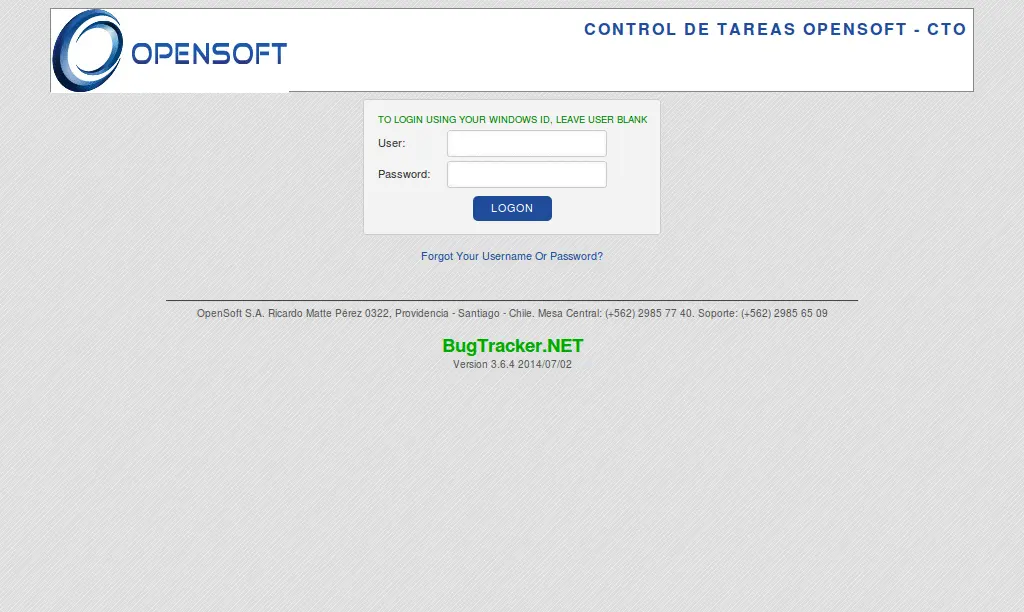 OPENSOFT
CONTROL DE TAREAS OPENSOFT - CTO
TO LOGIN USING YOUR WINDOWS ID, LEAVE USER BLANK
User:
Password:
LOGON
Forgot Your Username Or Password?
OpenSoft S.A. Ricardo Matte Pérez 0322, Providencia - Santiago - Chile. Mesa Central: (+562) 2985 77 40. Soporte: (+562) 2985 65 09
BugTracker.NET
Version 3.6.4 2014/07/02